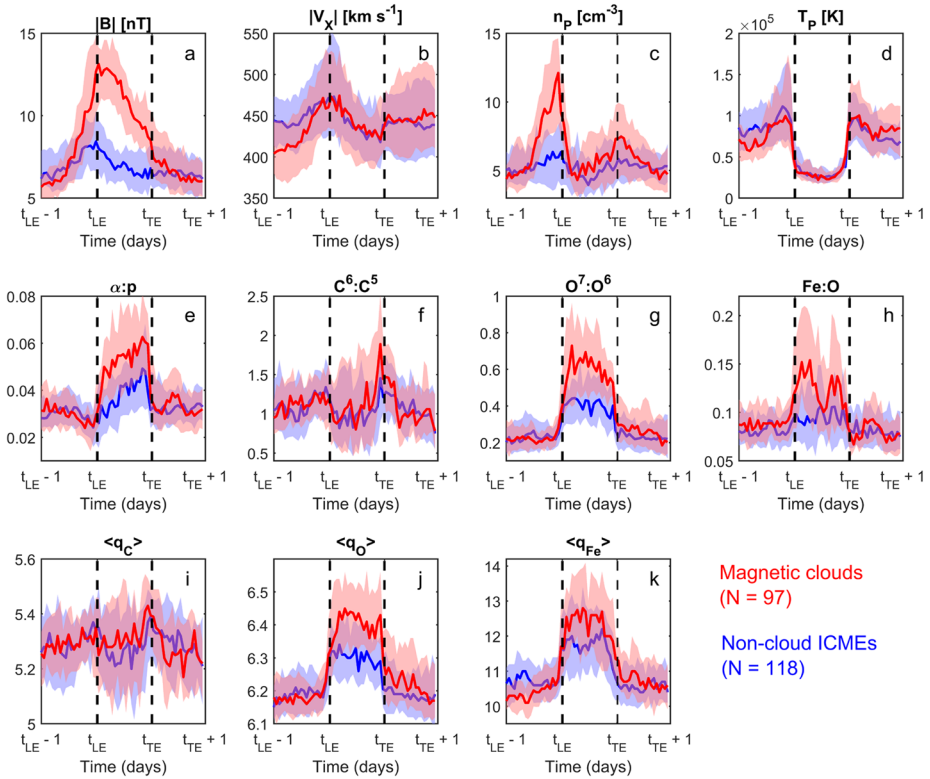 |B| [nT]
a
15
10
5
t_LE - 1 t_LE t_TE t_TE + 1
Time (days)
|V_X| [km s^-1]
b
550
500
450
400
350
t_LE - 1 t_LE t_TE t_TE + 1
Time (days)
n_P [cm^-3]
c
15
10
5
t_LE - 1 t_LE t_TE t_TE + 1
Time (days)
T_P [K]
×10^5
d
2
1.5
1
0.5
0
t_LE - 1 t_LE t_TE t_TE + 1
Time (days)
α:p
e
0.08
0.06
0.04
0.02
t_LE - 1 t_LE t_TE t_TE + 1
Time (days)
C^6:C^5
f
2.5
2
1.5
1
0.5
t_LE - 1 t_LE t_TE t_TE + 1
Time (days)
O^7:O^6
g
1
0.8
0.6
0.4
0.2
t_LE - 1 t_LE t_TE t_TE + 1
Time (days)
Fe:O
h
0.2
0.15
0.1
0.05
t_LE - 1 t_LE t_TE t_TE + 1
Time (days)
<q_C>
i
5.6
5.4
5.2
5
t_LE - 1 t_LE t_TE t_TE + 1
Time (days)
<q_O>
j
6.5
6.4
6.3
6.2
6.1
t_LE - 1 t_LE t_TE t_TE + 1
Time (days)
<q_Fe>
k
14
13
12
11
10
t_LE - 1 t_LE t_TE t_TE + 1
Time (days)
Magnetic clouds
(N = 97)
Non-cloud ICMEs
(N = 118)